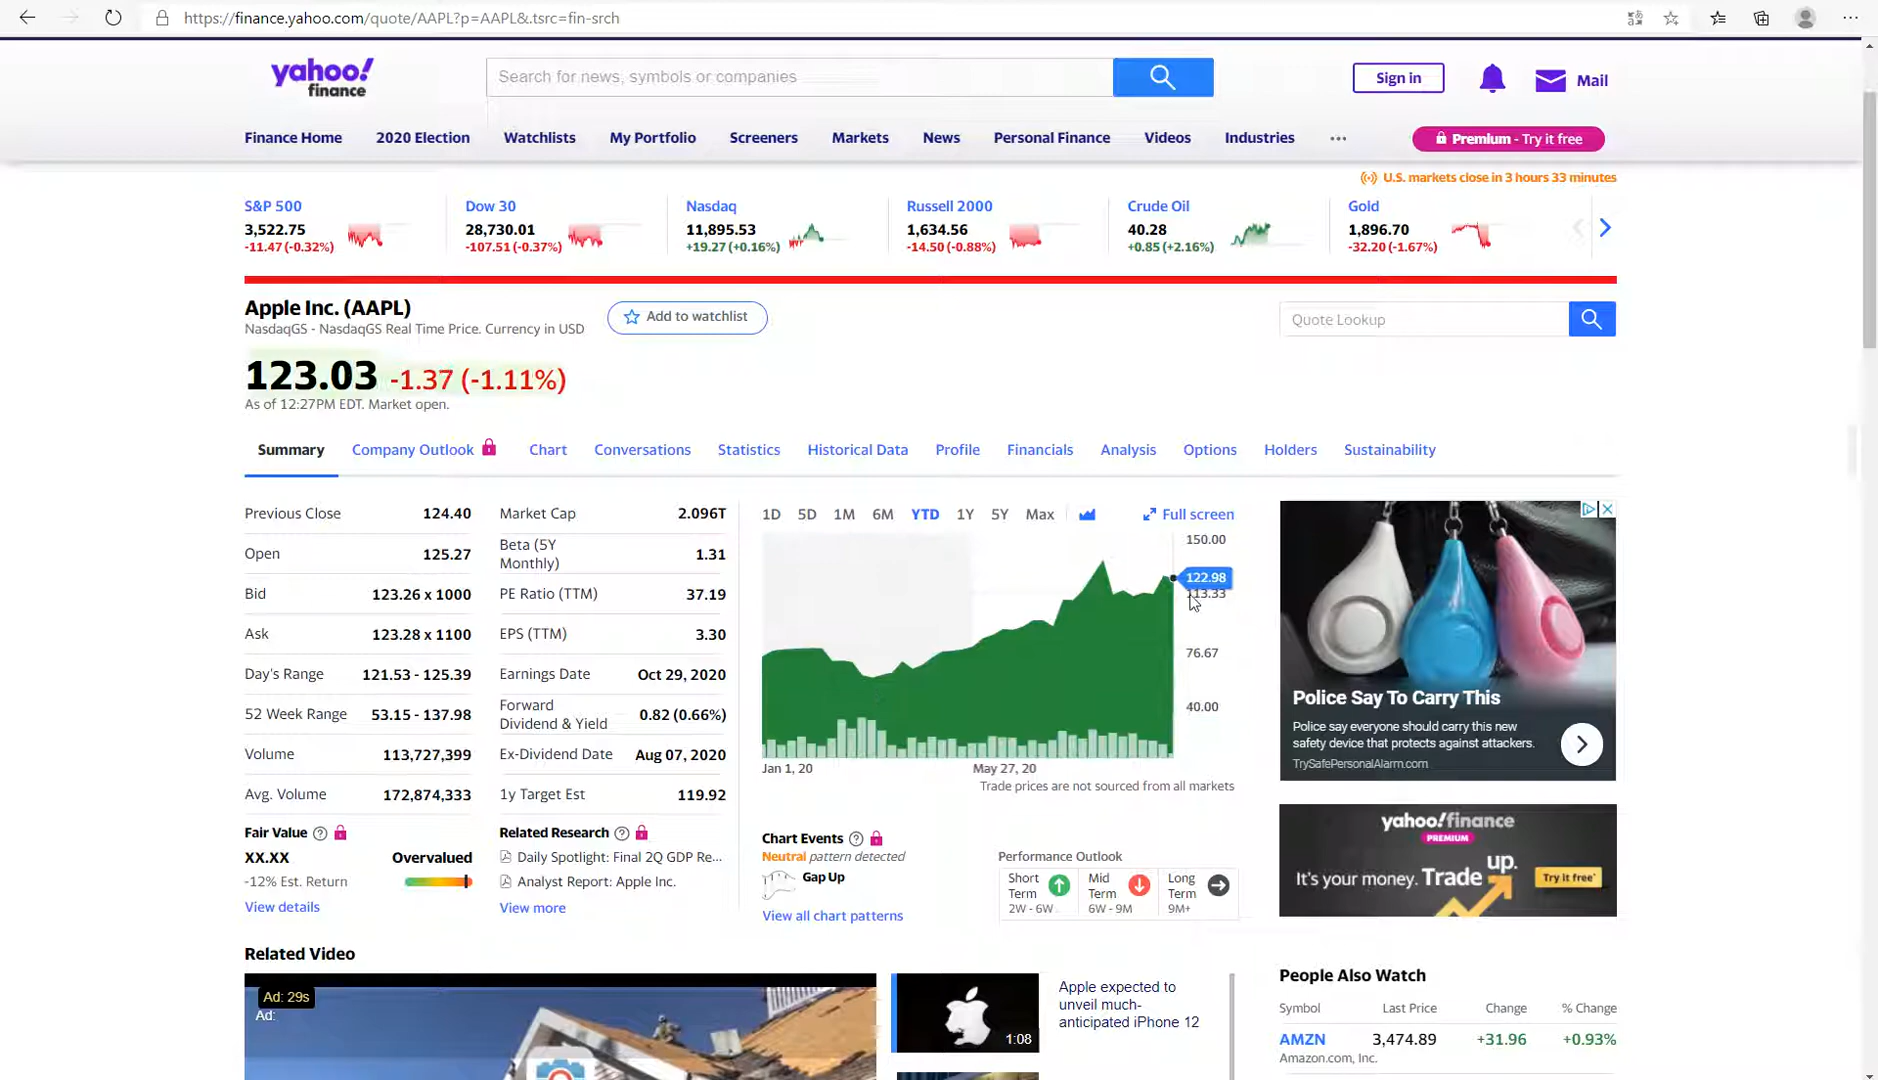 https://finance.yahoo.com/quote/AAPL?p=AAPL&.tsrc=fin-srch
yahoo! finance
Search for news, symbols or companies
Sign in
Mail
Finance Home 2020 Election Watchlists My Portfolio Screeners Markets News Personal Finance Videos Industries ...
Premium - Try it free
U.S. markets close in 3 hours 33 minutes
S&P 500 Dow 30 Nasdaq Russell 2000 Crude Oil Gold
3,522.75 28,730.01 11,895.53 1,634.56 40.28 1,896.70
-11.47 (-0.32%) -107.51 (-0.37%) +19.27 (+0.16%) -14.50 (-0.88%) +0.85 (+2.16%) -32.20 (-1.67%)
Apple Inc. (AAPL)
NasdaqGS - NasdaqGS Real Time Price. Currency in USD
Add to watchlist
Quote Lookup
123.03 -1.37 (-1.11%)
As of 12:27PM EDT. Market open.
Summary Company Outlook Chart Conversations Statistics Historical Data Profile Financials Analysis Options Holders Sustainability
Previous Close 124.40
Open 125.27
Bid 123.26 x 1000
Ask 123.28 x 1100
Day's Range 121.53 - 125.39
52 Week Range 53.15 - 137.98
Volume 113,727,399
Avg. Volume 172,874,333
Market Cap 2.096T
Beta (5Y
Monthly) 1.31
PE Ratio (TTM) 37.19
EPS (TTM) 3.30
Earnings Date Oct 29, 2020
Forward
Dividend & Yield 0.82 (0.66%)
Ex-Dividend Date Aug 07, 2020
1y Target Est 119.92
Fair Value
XX.XX Overvalued
-12% Est. Return
View details
Related Research
Daily Spotlight: Final 2Q GDP Re...
Analyst Report: Apple Inc.
View more
1D 5D 1M 6M YTD 1Y 5Y Max
Full screen
150.00
122.98
113.33
76.67
40.00
Jan 1, 20 May 27, 20
Trade prices are not sourced from all markets
Chart Events
Neutral pattern detected
Gap Up
View all chart patterns
Performance Outlook
Short
Term
2W - 6W
Mid
Term
6W - 9M
Long
Term
9M+
Police Say To Carry This
Police say everyone should carry this new
safety device that protects against attackers.
TrySafePersonalAlarm.com
yahoo!finance
PREMIUM
It's your money. Trade up.
Try it free*
Related Video
Ad: 29s
Ad:
1:08
Apple expected to
unveil much-
anticipated iPhone 12
People Also Watch
Symbol Last Price Change % Change
AMZN 3,474.89 +31.96 +0.93%
Amazon.com, Inc.